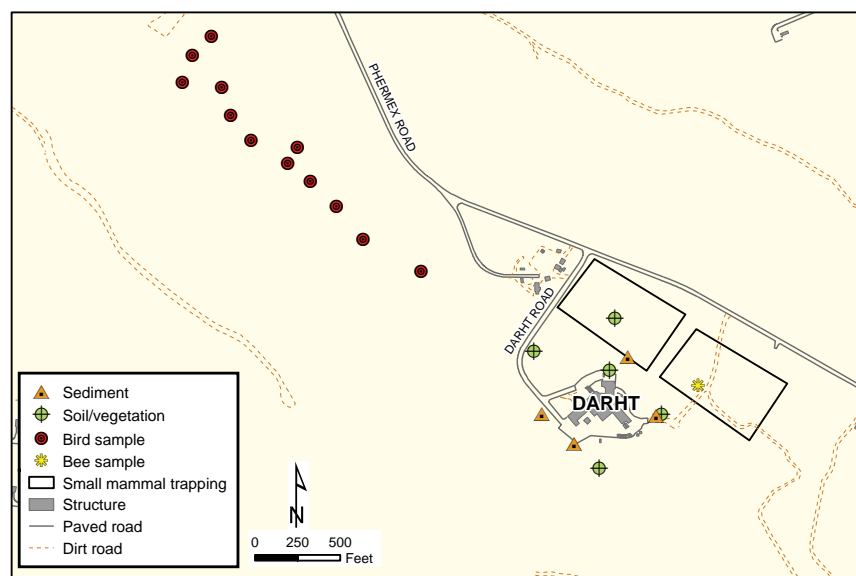 PHERMEX ROAD
DARHT ROAD
DARHT
Sediment
Soil/vegetation
Bird sample
Bee sample
Small mammal trapping
Structure
Paved road
Dirt road
N
0 250 500
Feet